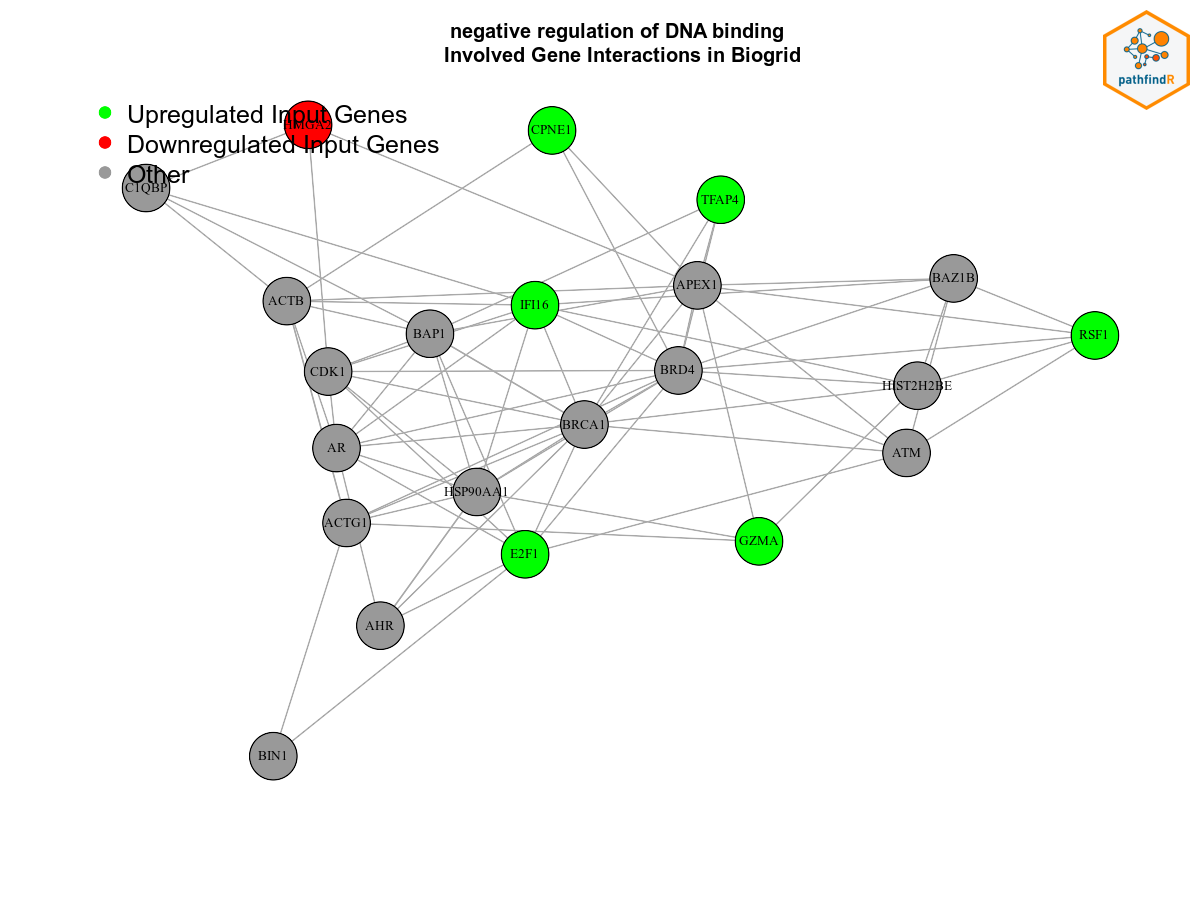 negative regulation of DNA binding
Involved Gene Interactions in Biogrid
pathfindR
Upregulated Input Genes
Downregulated Input Genes
Other
HMGA2
CPNE1
C1QBP
TFAP4
ACTB
IFI16
APEX1
BAZ1B
BAP1
RSF1
CDK1
BRD4
HIST2H2BE
BRCA1
AR
ATM
HSP90AA1
ACTG1
E2F1
GZMA
AHR
BIN1